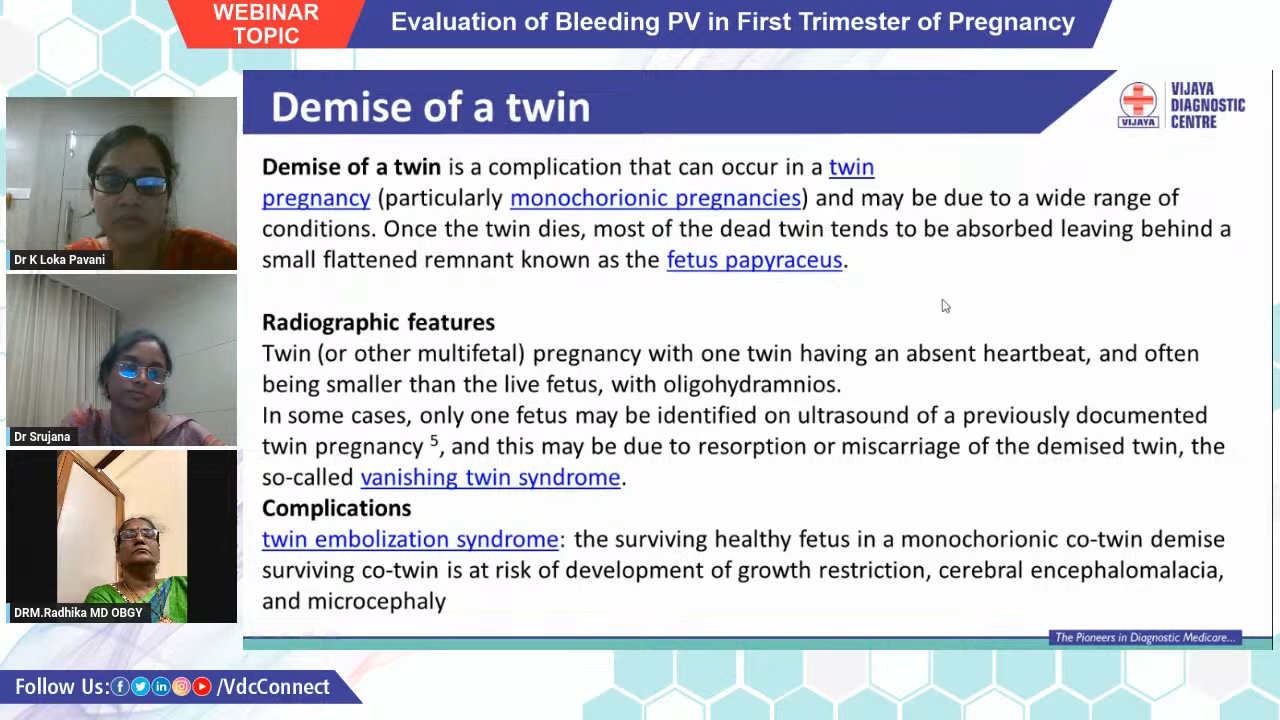 WEBINAR
TOPIC
Evaluation of Bleeding PV in First Trimester of Pregnancy
Demise of a twin
VIJAYA
VIJAYA
DIAGNOSTIC
CENTRE
Demise of a twin is a complication that can occur in a twin
pregnancy (particularly monochorionic pregnancies) and may be due to a wide range of
conditions. Once the twin dies, most of the dead twin tends to be absorbed leaving behind a
small flattened remnant known as the fetus papyraceus.
Radiographic features
Twin (or other multifetal) pregnancy with one twin having an absent heartbeat, and often
being smaller than the live fetus, with oligohydramnios.
In some cases, only one fetus may be identified on ultrasound of a previously documented
twin pregnancy 5, and this may be due to resorption or miscarriage of the demised twin, the
so-called vanishing twin syndrome.
Complications
twin embolization syndrome: the surviving healthy fetus in a monochorionic co-twin demise
surviving co-twin is at risk of development of growth restriction, cerebral encephalomalacia,
and microcephaly
The Pioneers in Diagnostic Medicare...
Dr K Loka Pavani
Dr Srujana
DRM.Radhika MD OBGY
Follow Us: /VdcConnect